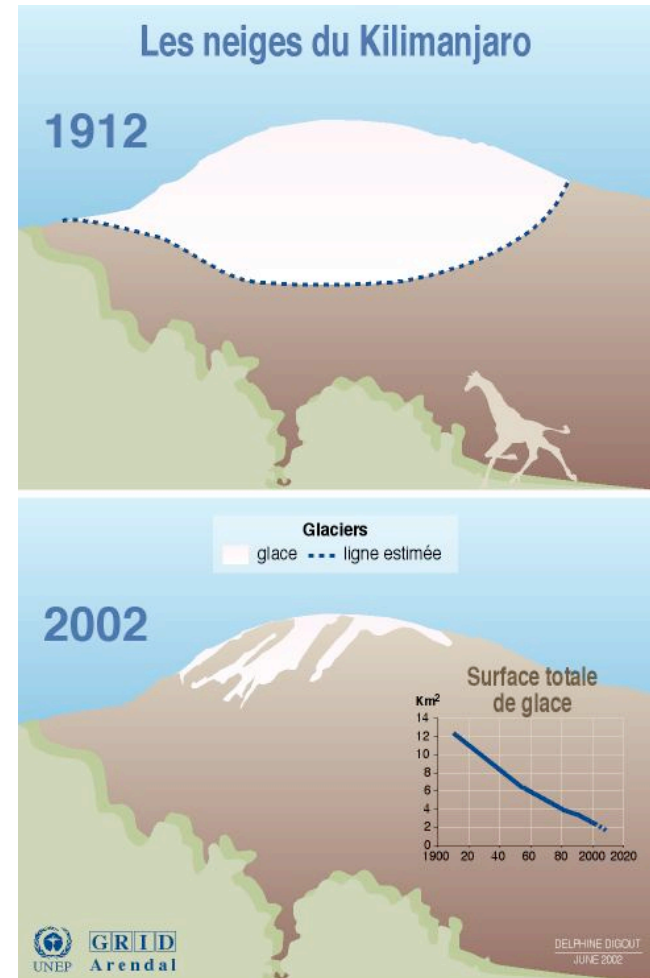 Les neiges du Kilimanjaro
1912
Glaciers
glace
ligne estimée
2002
Surface totale
de glace
Km²
14
12
10
8
6
4
2
0
1900 20 40 60 80 2000 2020
UNEP
GRID
Arendal
DELPHINE DIGOUT
JUNE 2002